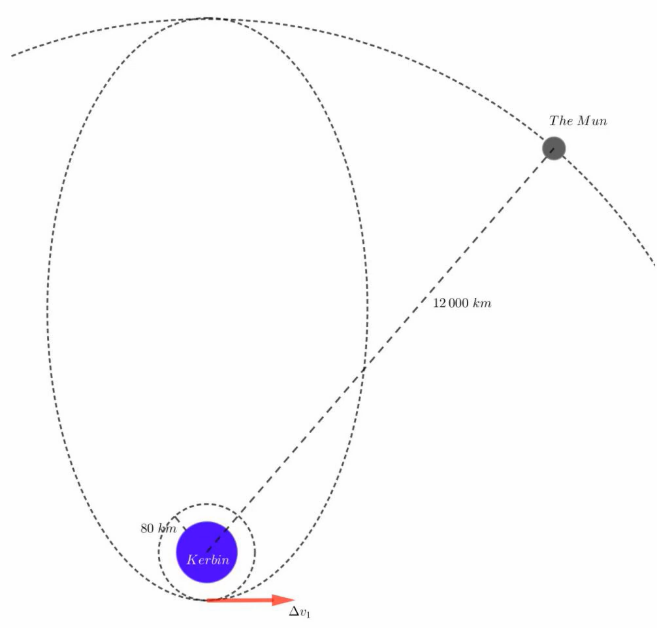 The Mun
12 000 km
80 km
Kerbin
Δv₁